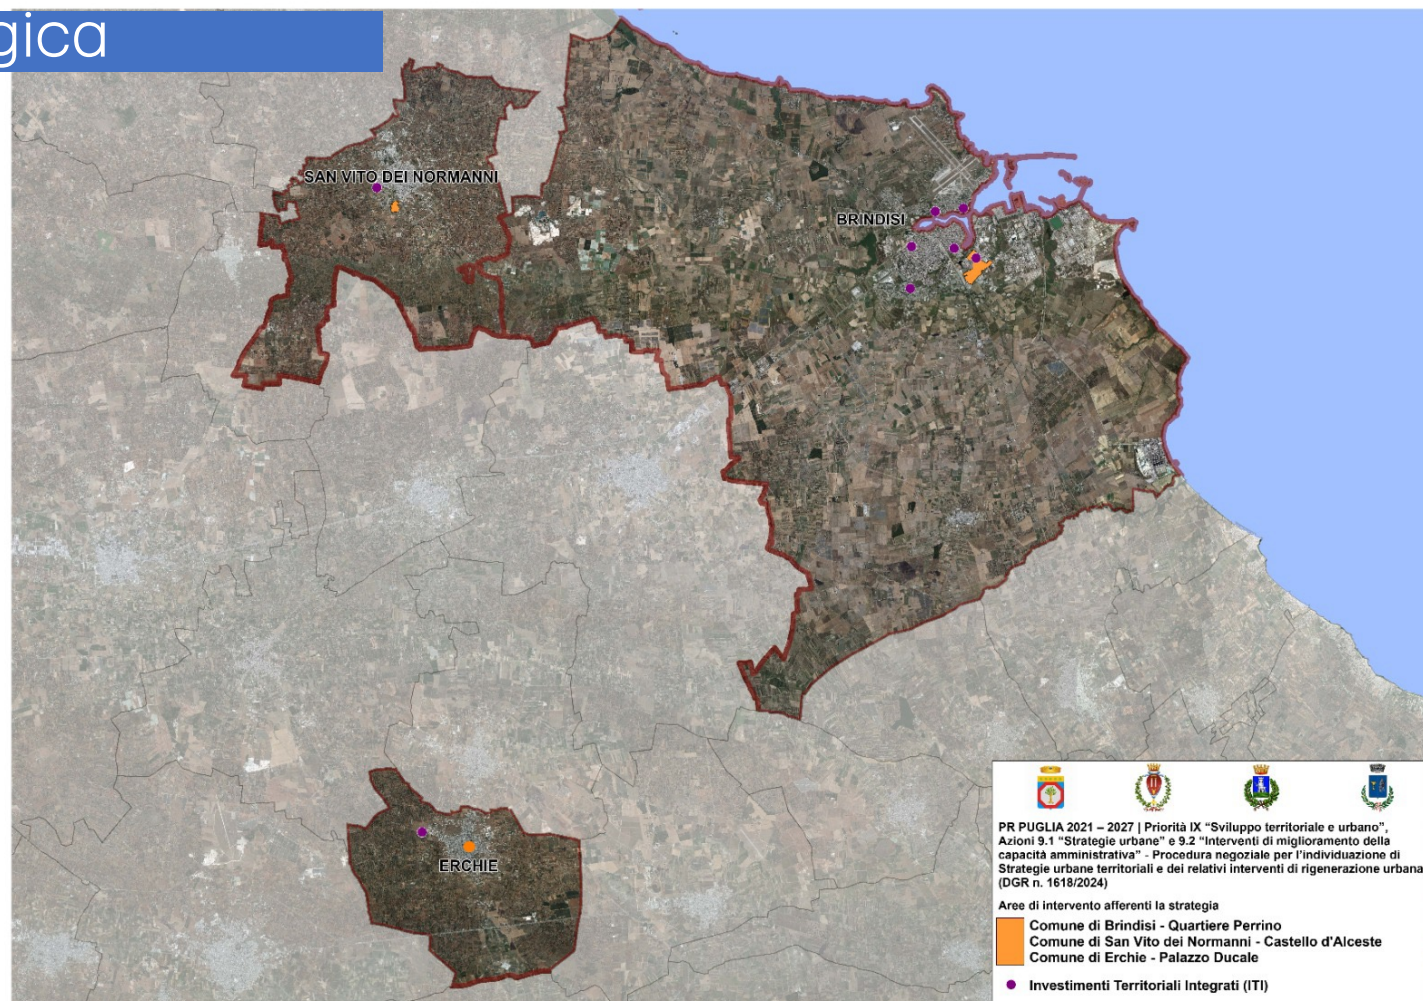 gica
SAN VITO DEI NORMANNI
BRINDISI
ERCHIE
PR PUGLIA 2021 – 2027 | Priorità IX “Sviluppo territoriale e urbano”,
Azioni 9.1 “Strategie urbane” e 9.2 “Interventi di miglioramento della
capacità amministrativa” - Procedura negoziale per l’individuazione di
Strategie urbane territoriali e dei relativi interventi di rigenerazione urbana
(DGR n. 1618/2024)
Aree di intervento afferenti la strategia
Comune di Brindisi - Quartiere Perrino
Comune di San Vito dei Normanni - Castello d'Alceste
Comune di Erchie - Palazzo Ducale
Investimenti Territoriali Integrati (ITI)